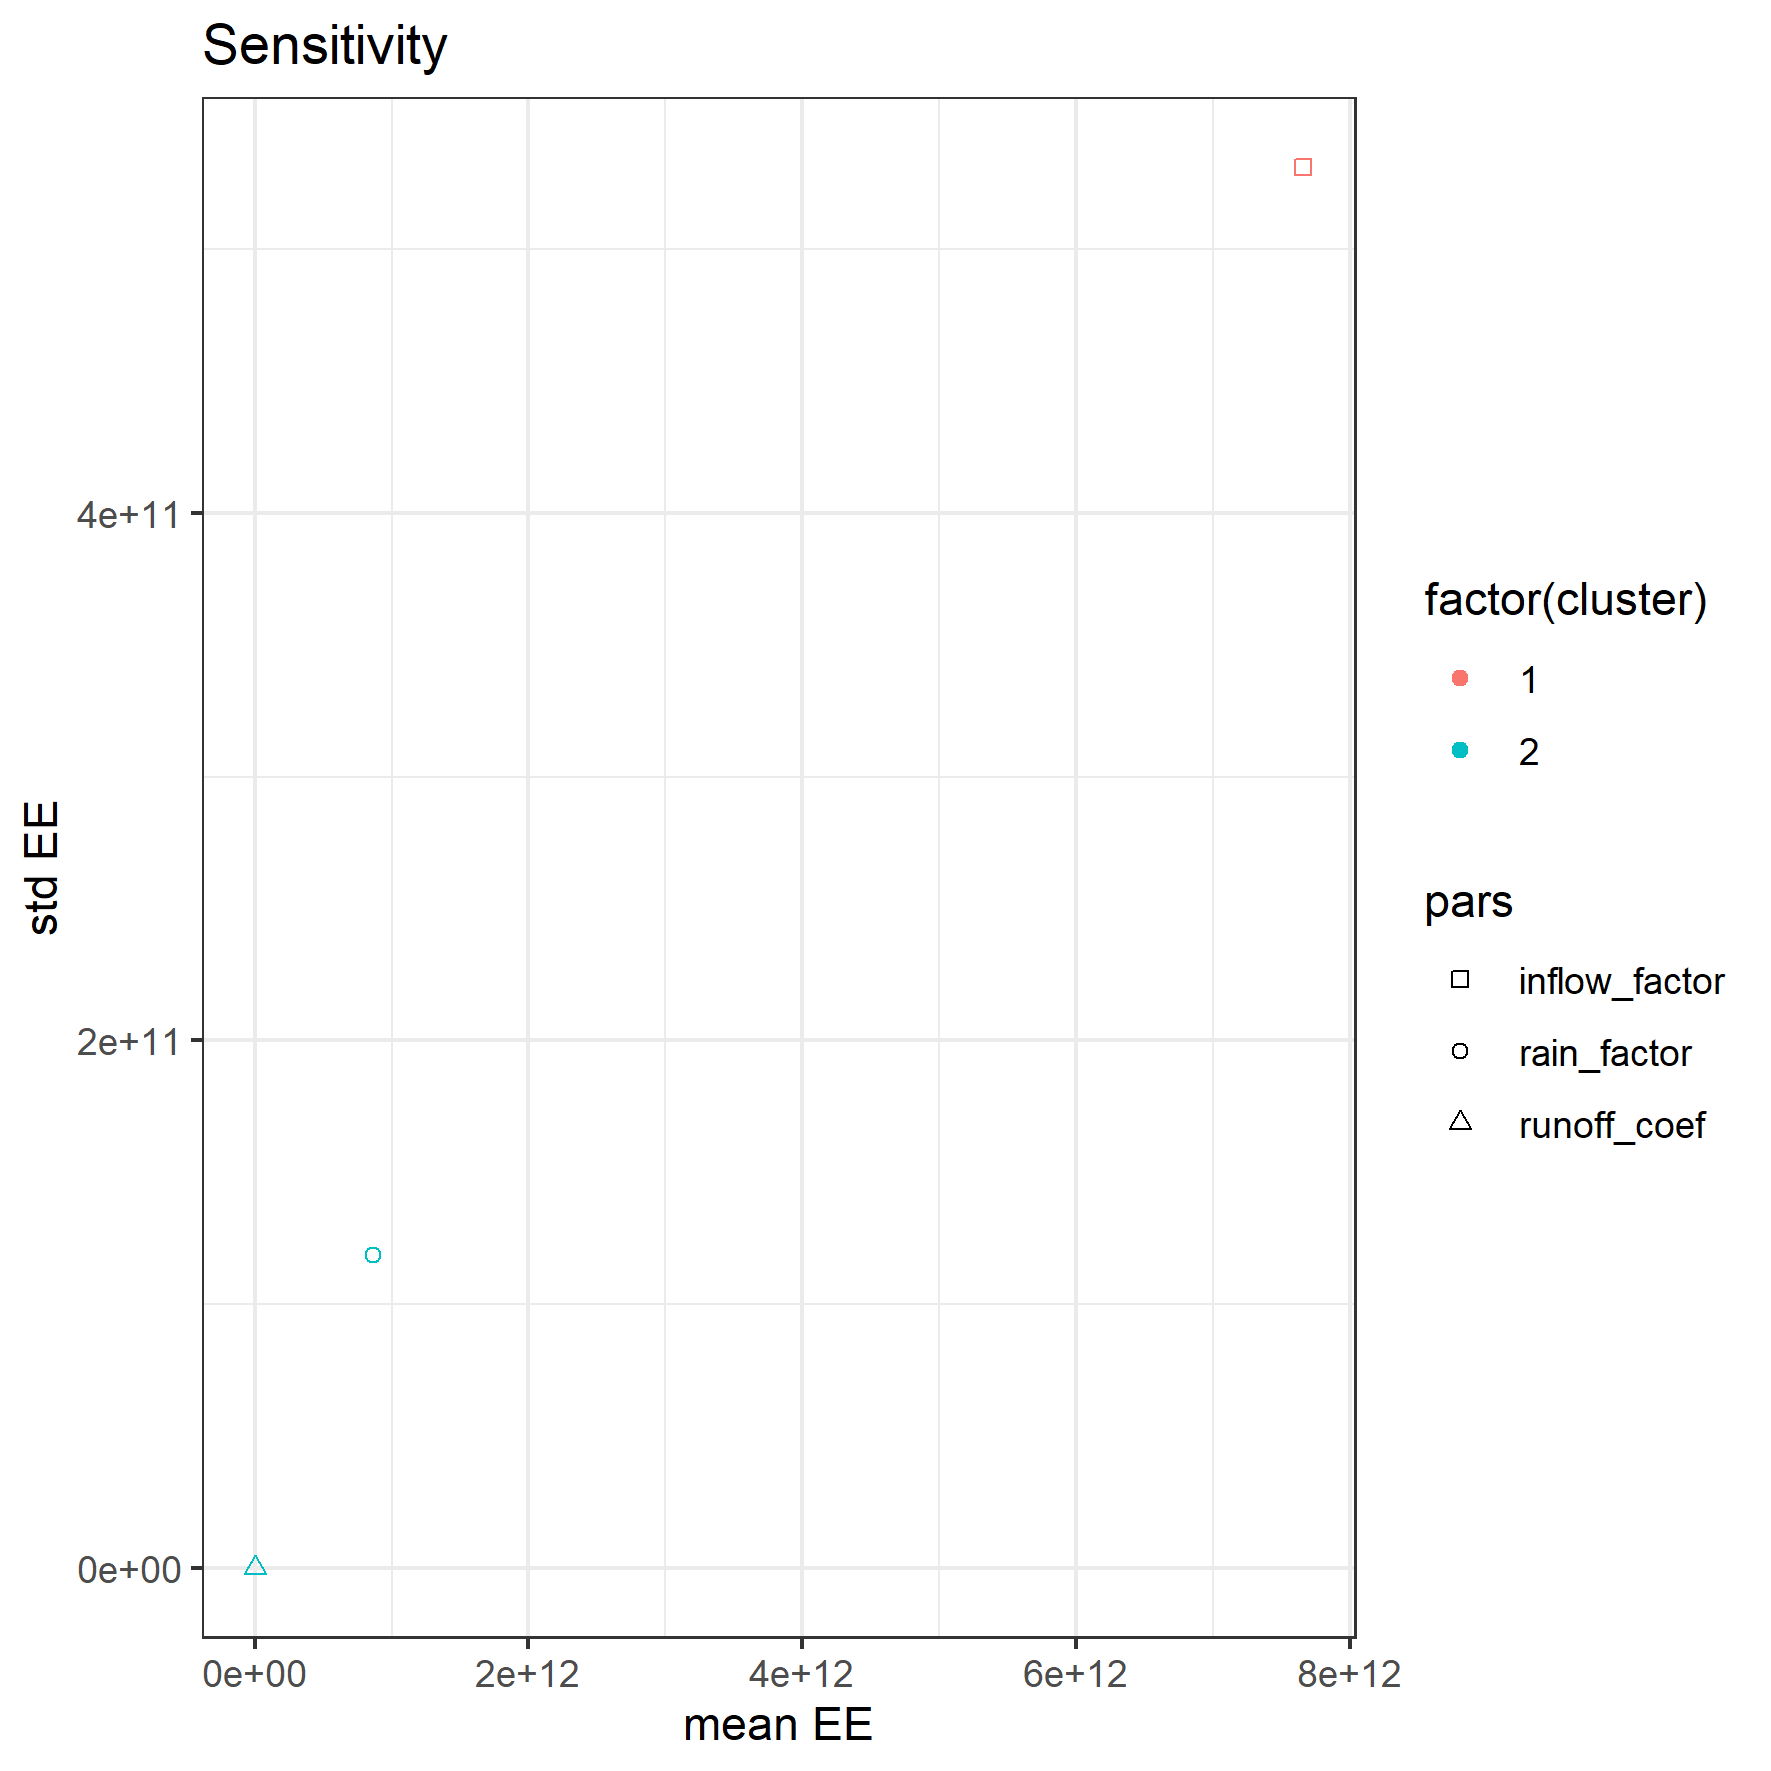 Sensitivity
4e+11
2e+11
0e+00
std EE
0e+00
2e+12
4e+12
6e+12
8e+12
mean EE
factor(cluster)
1
2
pars
inflow_factor
rain_factor
runoff_coef